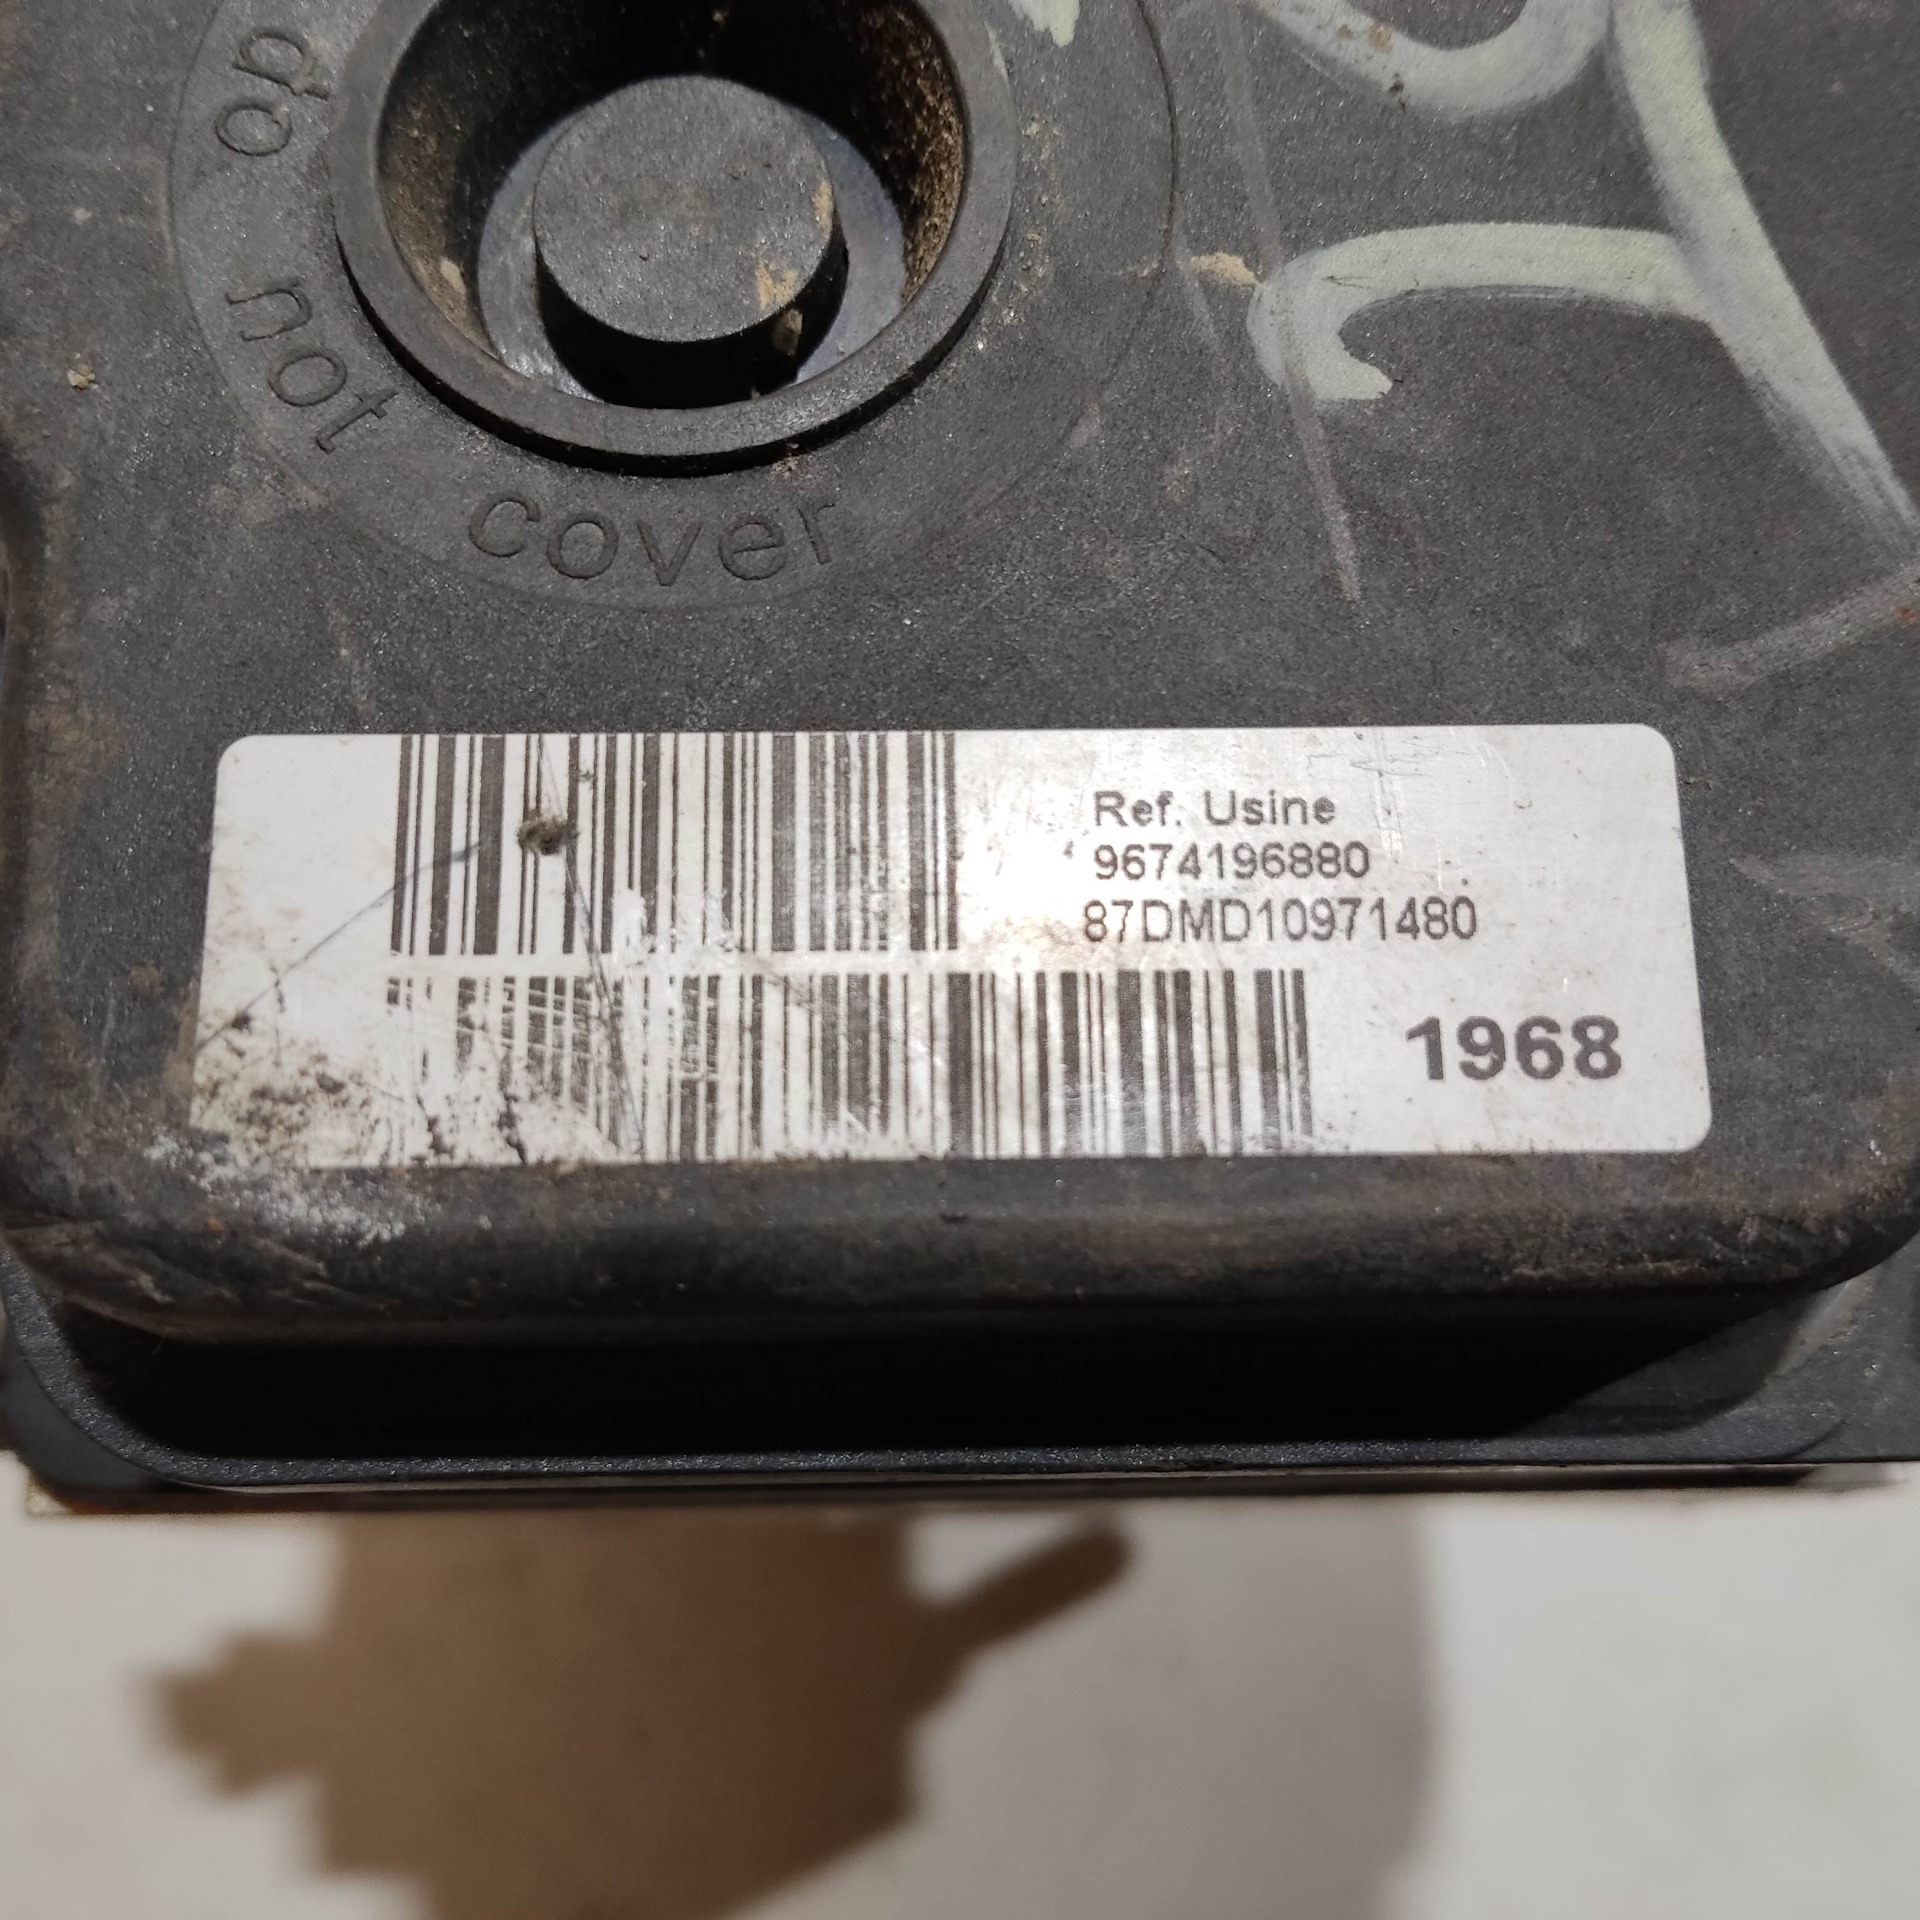 do not cover
Ref. Usine
9674196880
87DMD10971480
1968